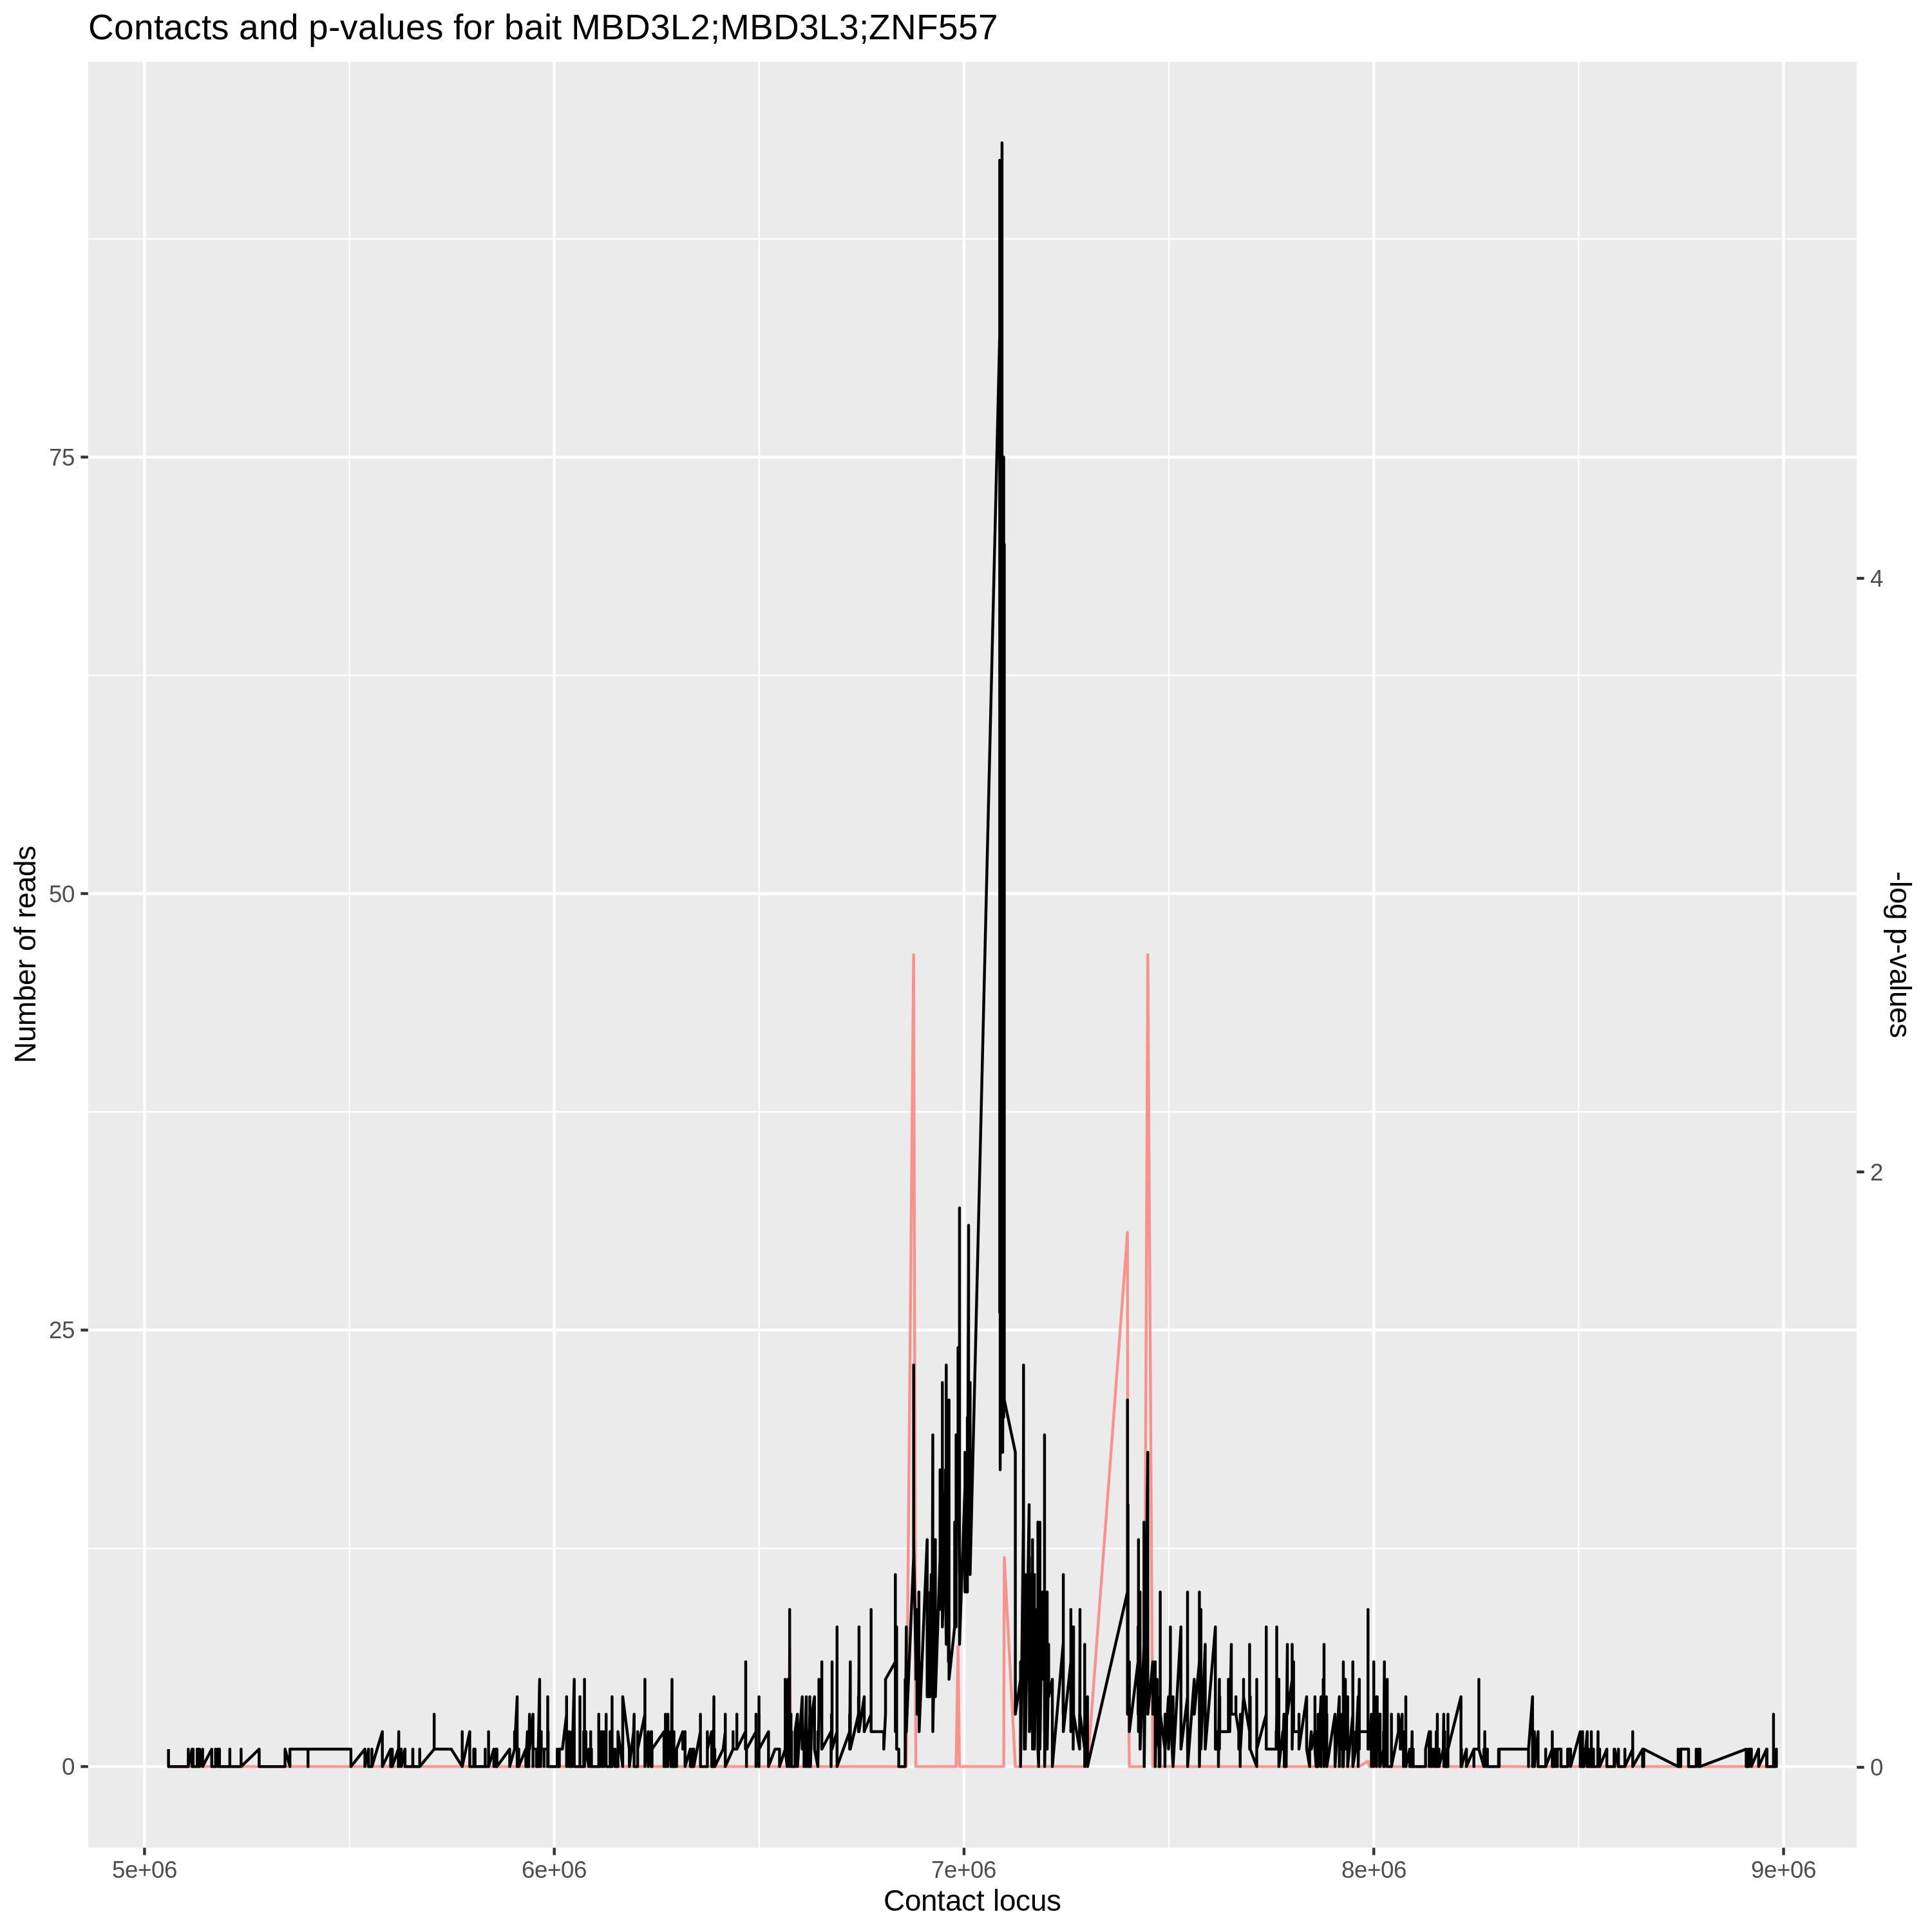 Contacts and p-values for bait MBD3L2;MBD3L3;ZNF557
Number of reads
75
50
25
0
4
2
0
-log p-values
5e+06 6e+06 7e+06 8e+06 9e+06
Contact locus